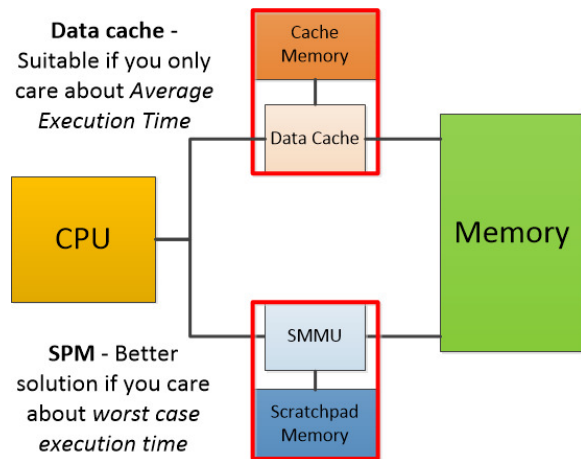 Data cache -
Suitable if you only
care about Average
Execution Time
Cache
Memory
Data Cache
CPU
Memory
SPM - Better
solution if you care
about worst case
execution time
SMMU
Scratchpad
Memory